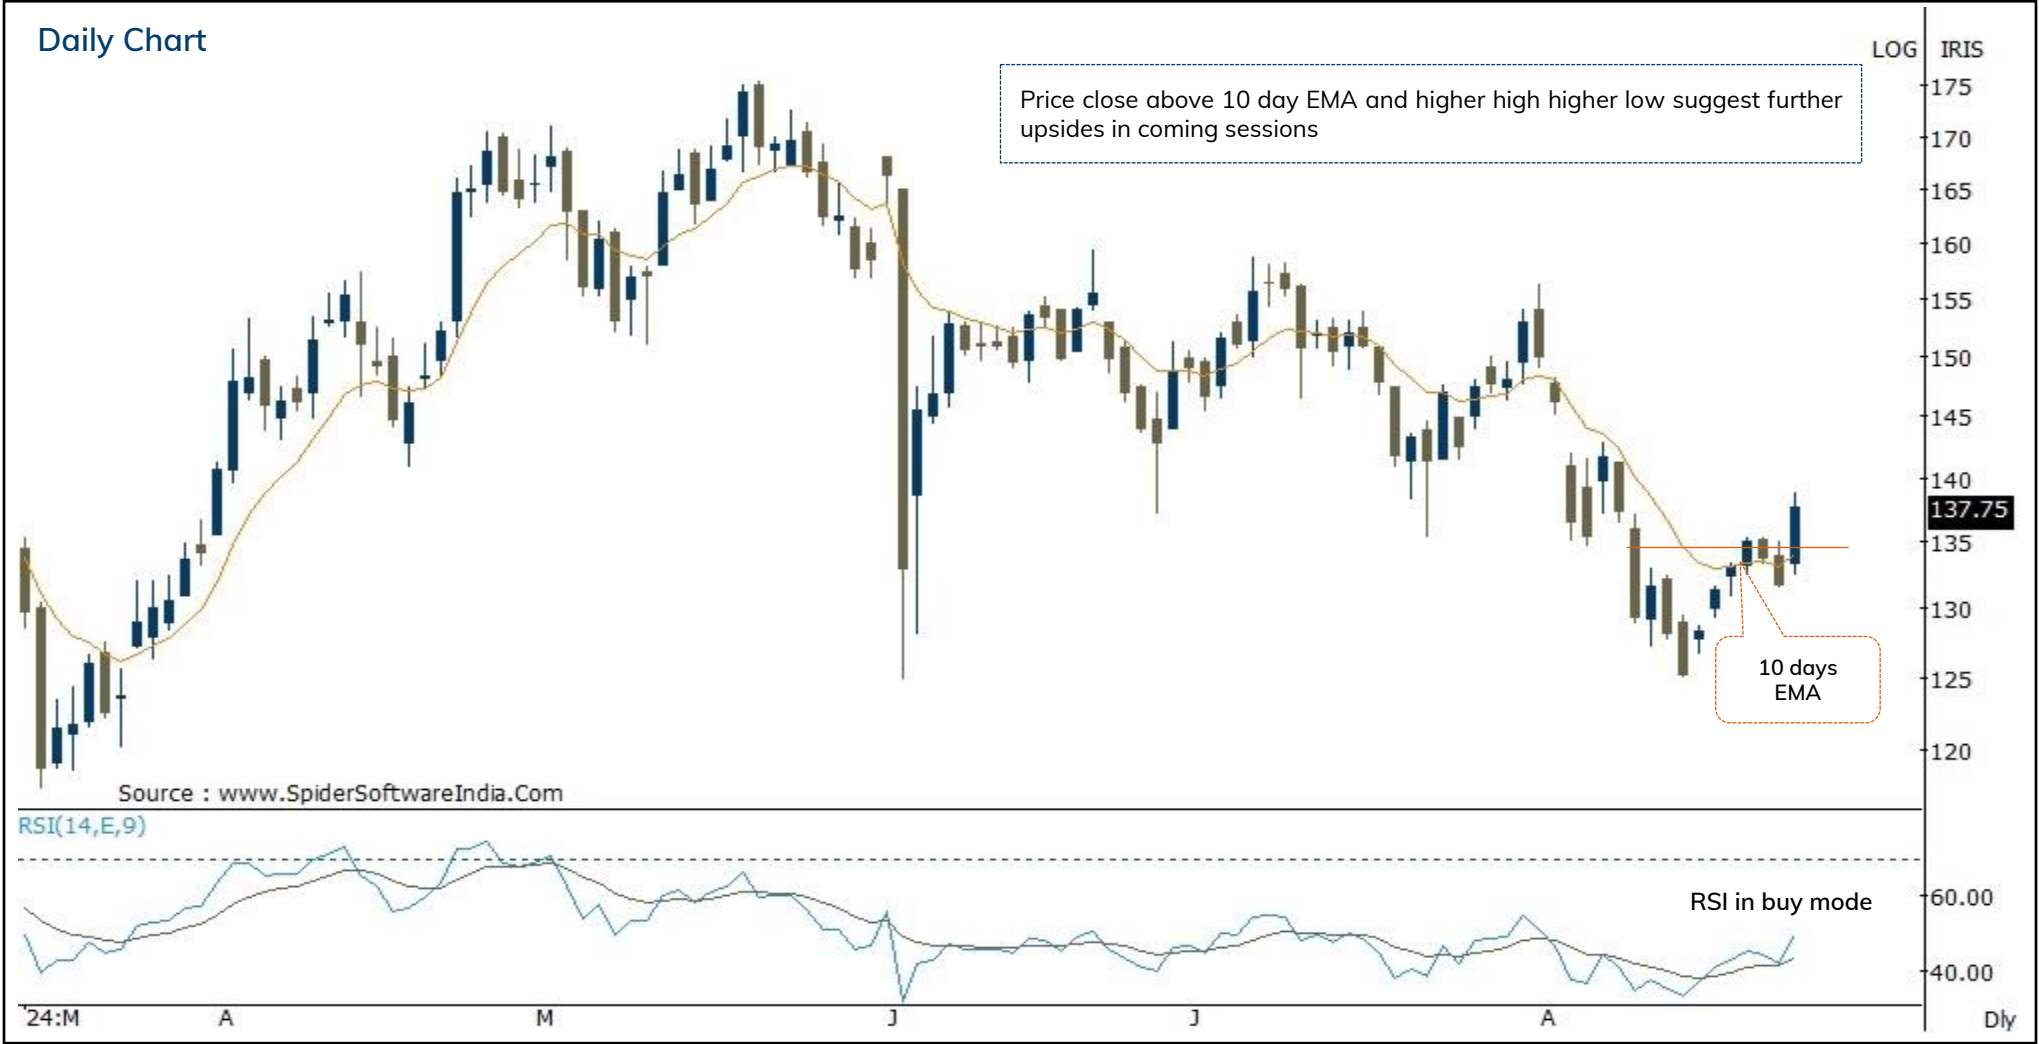 Daily Chart
LOG IRIS
Price close above 10 day EMA and higher high higher low suggest further
upsides in coming sessions
175
170
165
160
155
150
145
140
137.75
135
130
125
120
10 days
EMA
Source : www.SpiderSoftwareIndia.Com
RSI(14,E,9)
RSI in buy mode
60.00
40.00
'24:M A M J J A Dly